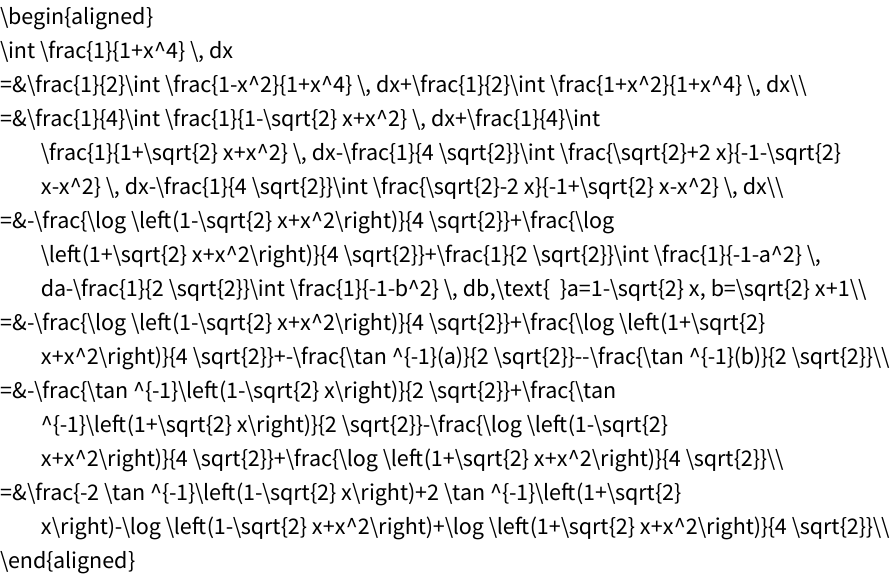 \begin{aligned}
\int \frac{1}{1+x^4} \, dx
=&\frac{1}{2}\int \frac{1-x^2}{1+x^4} \, dx+\frac{1}{2}\int \frac{1+x^2}{1+x^4} \, dx\\
=&\frac{1}{4}\int \frac{1}{1-\sqrt{2} x+x^2} \, dx+\frac{1}{4}\int
\frac{1}{1+\sqrt{2} x+x^2} \, dx-\frac{1}{4 \sqrt{2}}\int \frac{\sqrt{2}+2 x}{-1-\sqrt{2}
x-x^2} \, dx-\frac{1}{4 \sqrt{2}}\int \frac{\sqrt{2}-2 x}{-1+\sqrt{2} x-x^2} \, dx\\
=&-\frac{\log \left(1-\sqrt{2} x+x^2\right)}{4 \sqrt{2}}+\frac{\log
\left(1+\sqrt{2} x+x^2\right)}{4 \sqrt{2}}+\frac{1}{2 \sqrt{2}}\int \frac{1}{-1-a^2} \,
da-\frac{1}{2 \sqrt{2}}\int \frac{1}{-1-b^2} \, db,\text{  }a=1-\sqrt{2} x, b=\sqrt{2} x+1\\
=&-\frac{\log \left(1-\sqrt{2} x+x^2\right)}{4 \sqrt{2}}+\frac{\log \left(1+\sqrt{2}
x+x^2\right)}{4 \sqrt{2}}+-\frac{\tan ^{-1}(a)}{2 \sqrt{2}}--\frac{\tan ^{-1}(b)}{2 \sqrt{2}}\\
=&-\frac{\tan ^{-1}\left(1-\sqrt{2} x\right)}{2 \sqrt{2}}+\frac{\tan
^{-1}\left(1+\sqrt{2} x\right)}{2 \sqrt{2}}-\frac{\log \left(1-\sqrt{2}
x+x^2\right)}{4 \sqrt{2}}+\frac{\log \left(1+\sqrt{2} x+x^2\right)}{4 \sqrt{2}}\\
=&\frac{-2 \tan ^{-1}\left(1-\sqrt{2} x\right)+2 \tan ^{-1}\left(1+\sqrt{2}
x\right)-\log \left(1-\sqrt{2} x+x^2\right)+\log \left(1+\sqrt{2} x+x^2\right)}{4 \sqrt{2}}\\
\end{aligned}